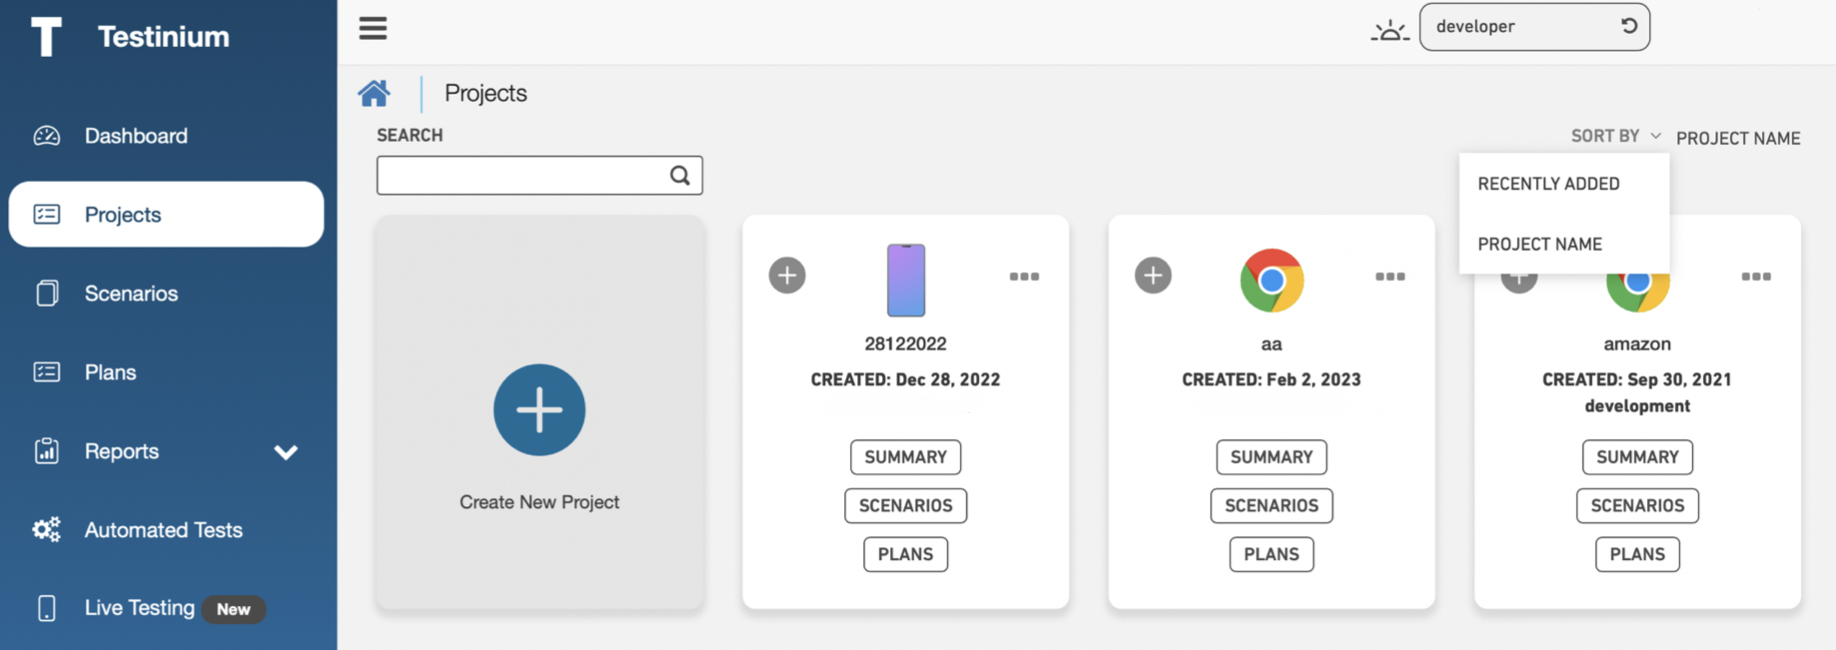 Testinium
developer
Projects
Dashboard
SEARCH
SORT BY PROJECT NAME
RECENTLY ADDED
PROJECT NAME
Projects
Scenarios
Plans
Reports
Automated Tests
Live Testing New
Create New Project
28122022
CREATED: Dec 28, 2022
SUMMARY
SCENARIOS
PLANS
aa
CREATED: Feb 2, 2023
SUMMARY
SCENARIOS
PLANS
amazon
CREATED: Sep 30, 2021
development
SUMMARY
SCENARIOS
PLANS